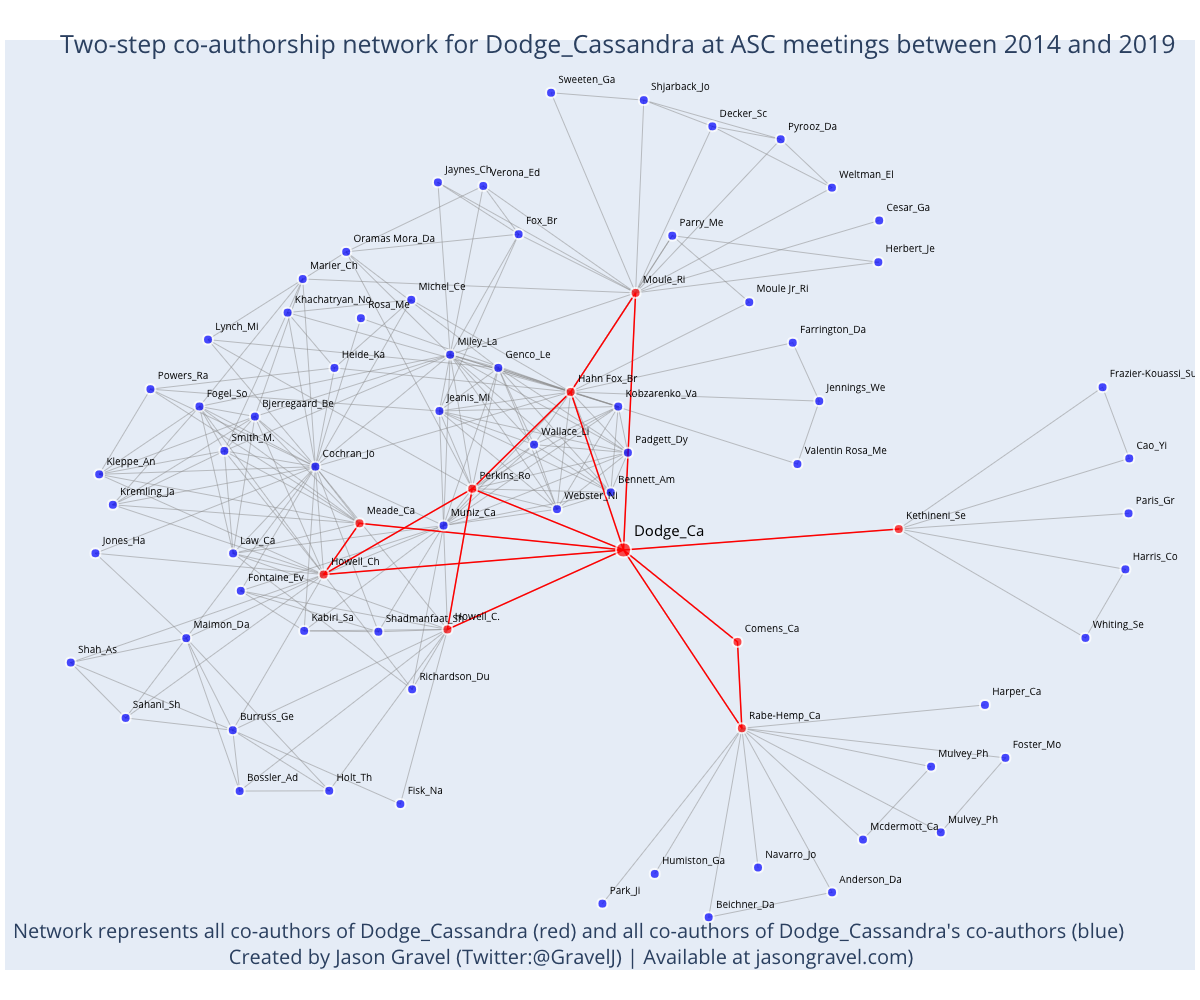 Two-step co-authorship network for Dodge_Cassandra at ASC meetings between 2014 and 2019
Sweeten_Ga
Shjarback_Jo
Decker_Sc
Pyrooz_Da
Jaynes_Ch
Verona_Ed
Weltman_El
Cesar_Ga
Fox_Br
Parry_Me
Oramas Mora_Da
Herbert_Je
Marier_Ch
Moule_Ri
Michel_Ce
Moule Jr_Ri
Khachatryan_No
Rosa_Me
Lynch_Mi
Farrington_Da
Miley_La
Heide_Ka
Genco_Le
Frazier-Kouassi_Su
Powers_Ra
Hahn Fox_Br
Jennings_We
Fogel_So
Bjerregaard_Be
Jeanis_Mi
Kobzarenko_Va
Smith_M.
Wallace_Li
Padgett_Dy
Cao_Yi
Cochran_Jo
Valentin Rosa_Me
Kleppe_An
Perkins_Ro
Bennett_Am
Kremling_Ja
Webster_Ni
Paris_Gr
Meade_Ca
Muniz_Ca
Kethineni_Se
Dodge_Ca
Jones_Ha
Law_Ca
Howell_Ch
Harris_Co
Fontaine_Ev
Kabiri_Sa
Shadmanfaat_Sh
Howell_C.
Maimon_Da
Comens_Ca
Whiting_Se
Shah_As
Richardson_Du
Harper_Ca
Sahani_Sh
Burruss_Ge
Rabe-Hemp_Ca
Foster_Mo
Mulvey_Ph
Bossler_Ad
Holt_Th
Fisk_Na
Mulvey_Ph
Mcdermott_Ca
Navarro_Jo
Humiston_Ga
Anderson_Da
Park_Ji
Beichner_Da
Network represents all co-authors of Dodge_Cassandra (red) and all co-authors of Dodge_Cassandra's co-authors (blue)
Created by Jason Gravel (Twitter:@GravelJ) | Available at jasongravel.com)